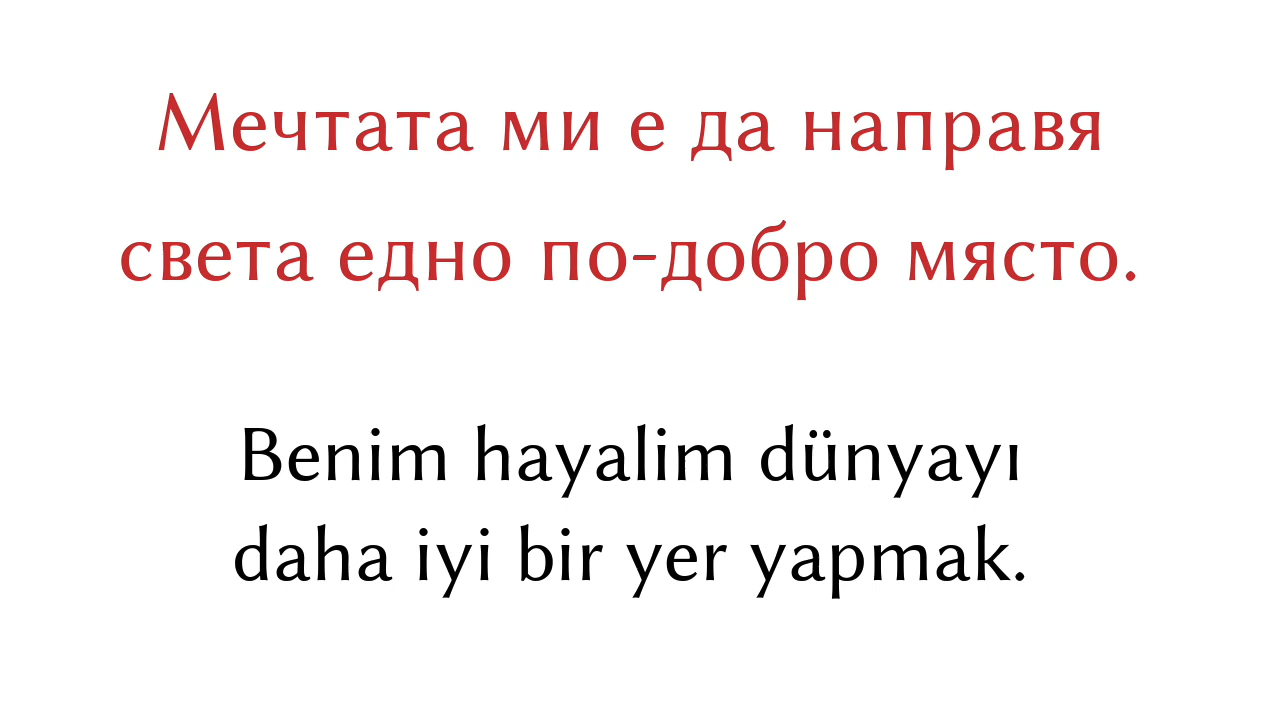 Мечтата ми е да направя
света едно по-добро място.
Benim hayalim dünyayı
daha iyi bir yer yapmak.